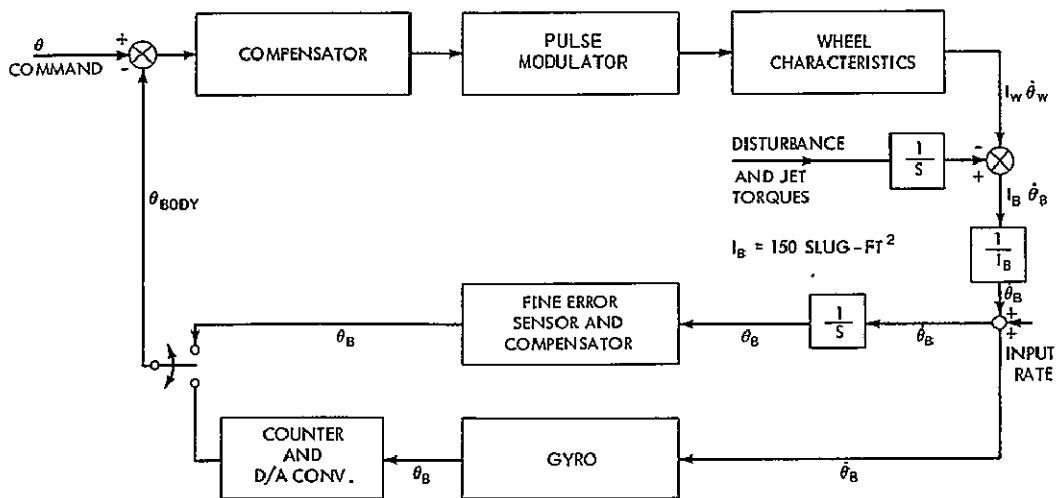 θ
COMMAND
+
-
COMPENSATOR
PULSE
MODULATOR
WHEEL
CHARACTERISTICS
I_W θ̇_W
DISTURBANCE
AND JET
TORQUES
1
S
-
+
I_B θ̇_B
I_B = 150 SLUG-FT²
1
I_B
θ̇_B
+
+
INPUT
RATE
θ_BODY
FINE ERROR
SENSOR AND
COMPENSATOR
θ_B
1
S
θ_B
θ̇_B
COUNTER
AND
D/A CONV.
θ_B
GYRO
θ̇_B